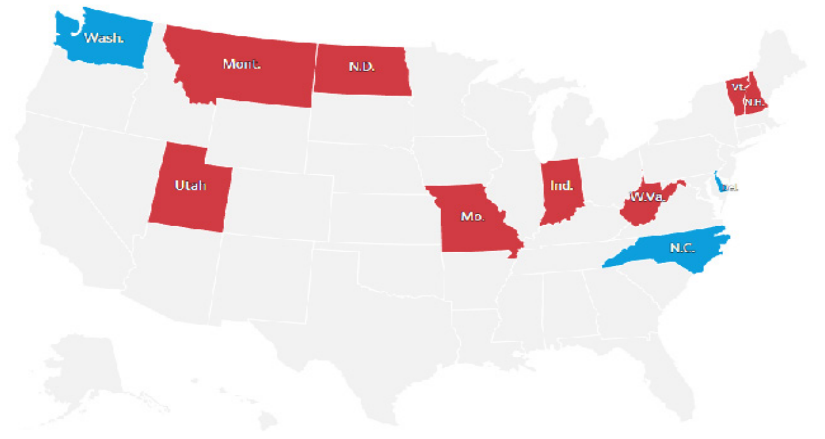 Wash.
Mont.
N.D.
Vt.
N.H.
Utah
Ind.
W.Va.
Mo.
N.C.